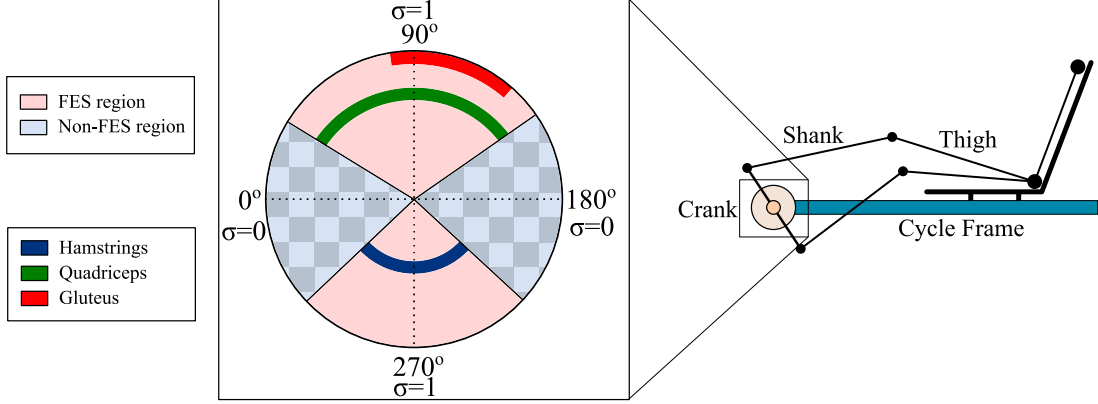 σ=1
90º
FES region
Non-FES region
0º
σ=0
180º
σ=0
Hamstrings
Quadriceps
Gluteus
270º
σ=1
Shank
Thigh
Crank
Cycle Frame